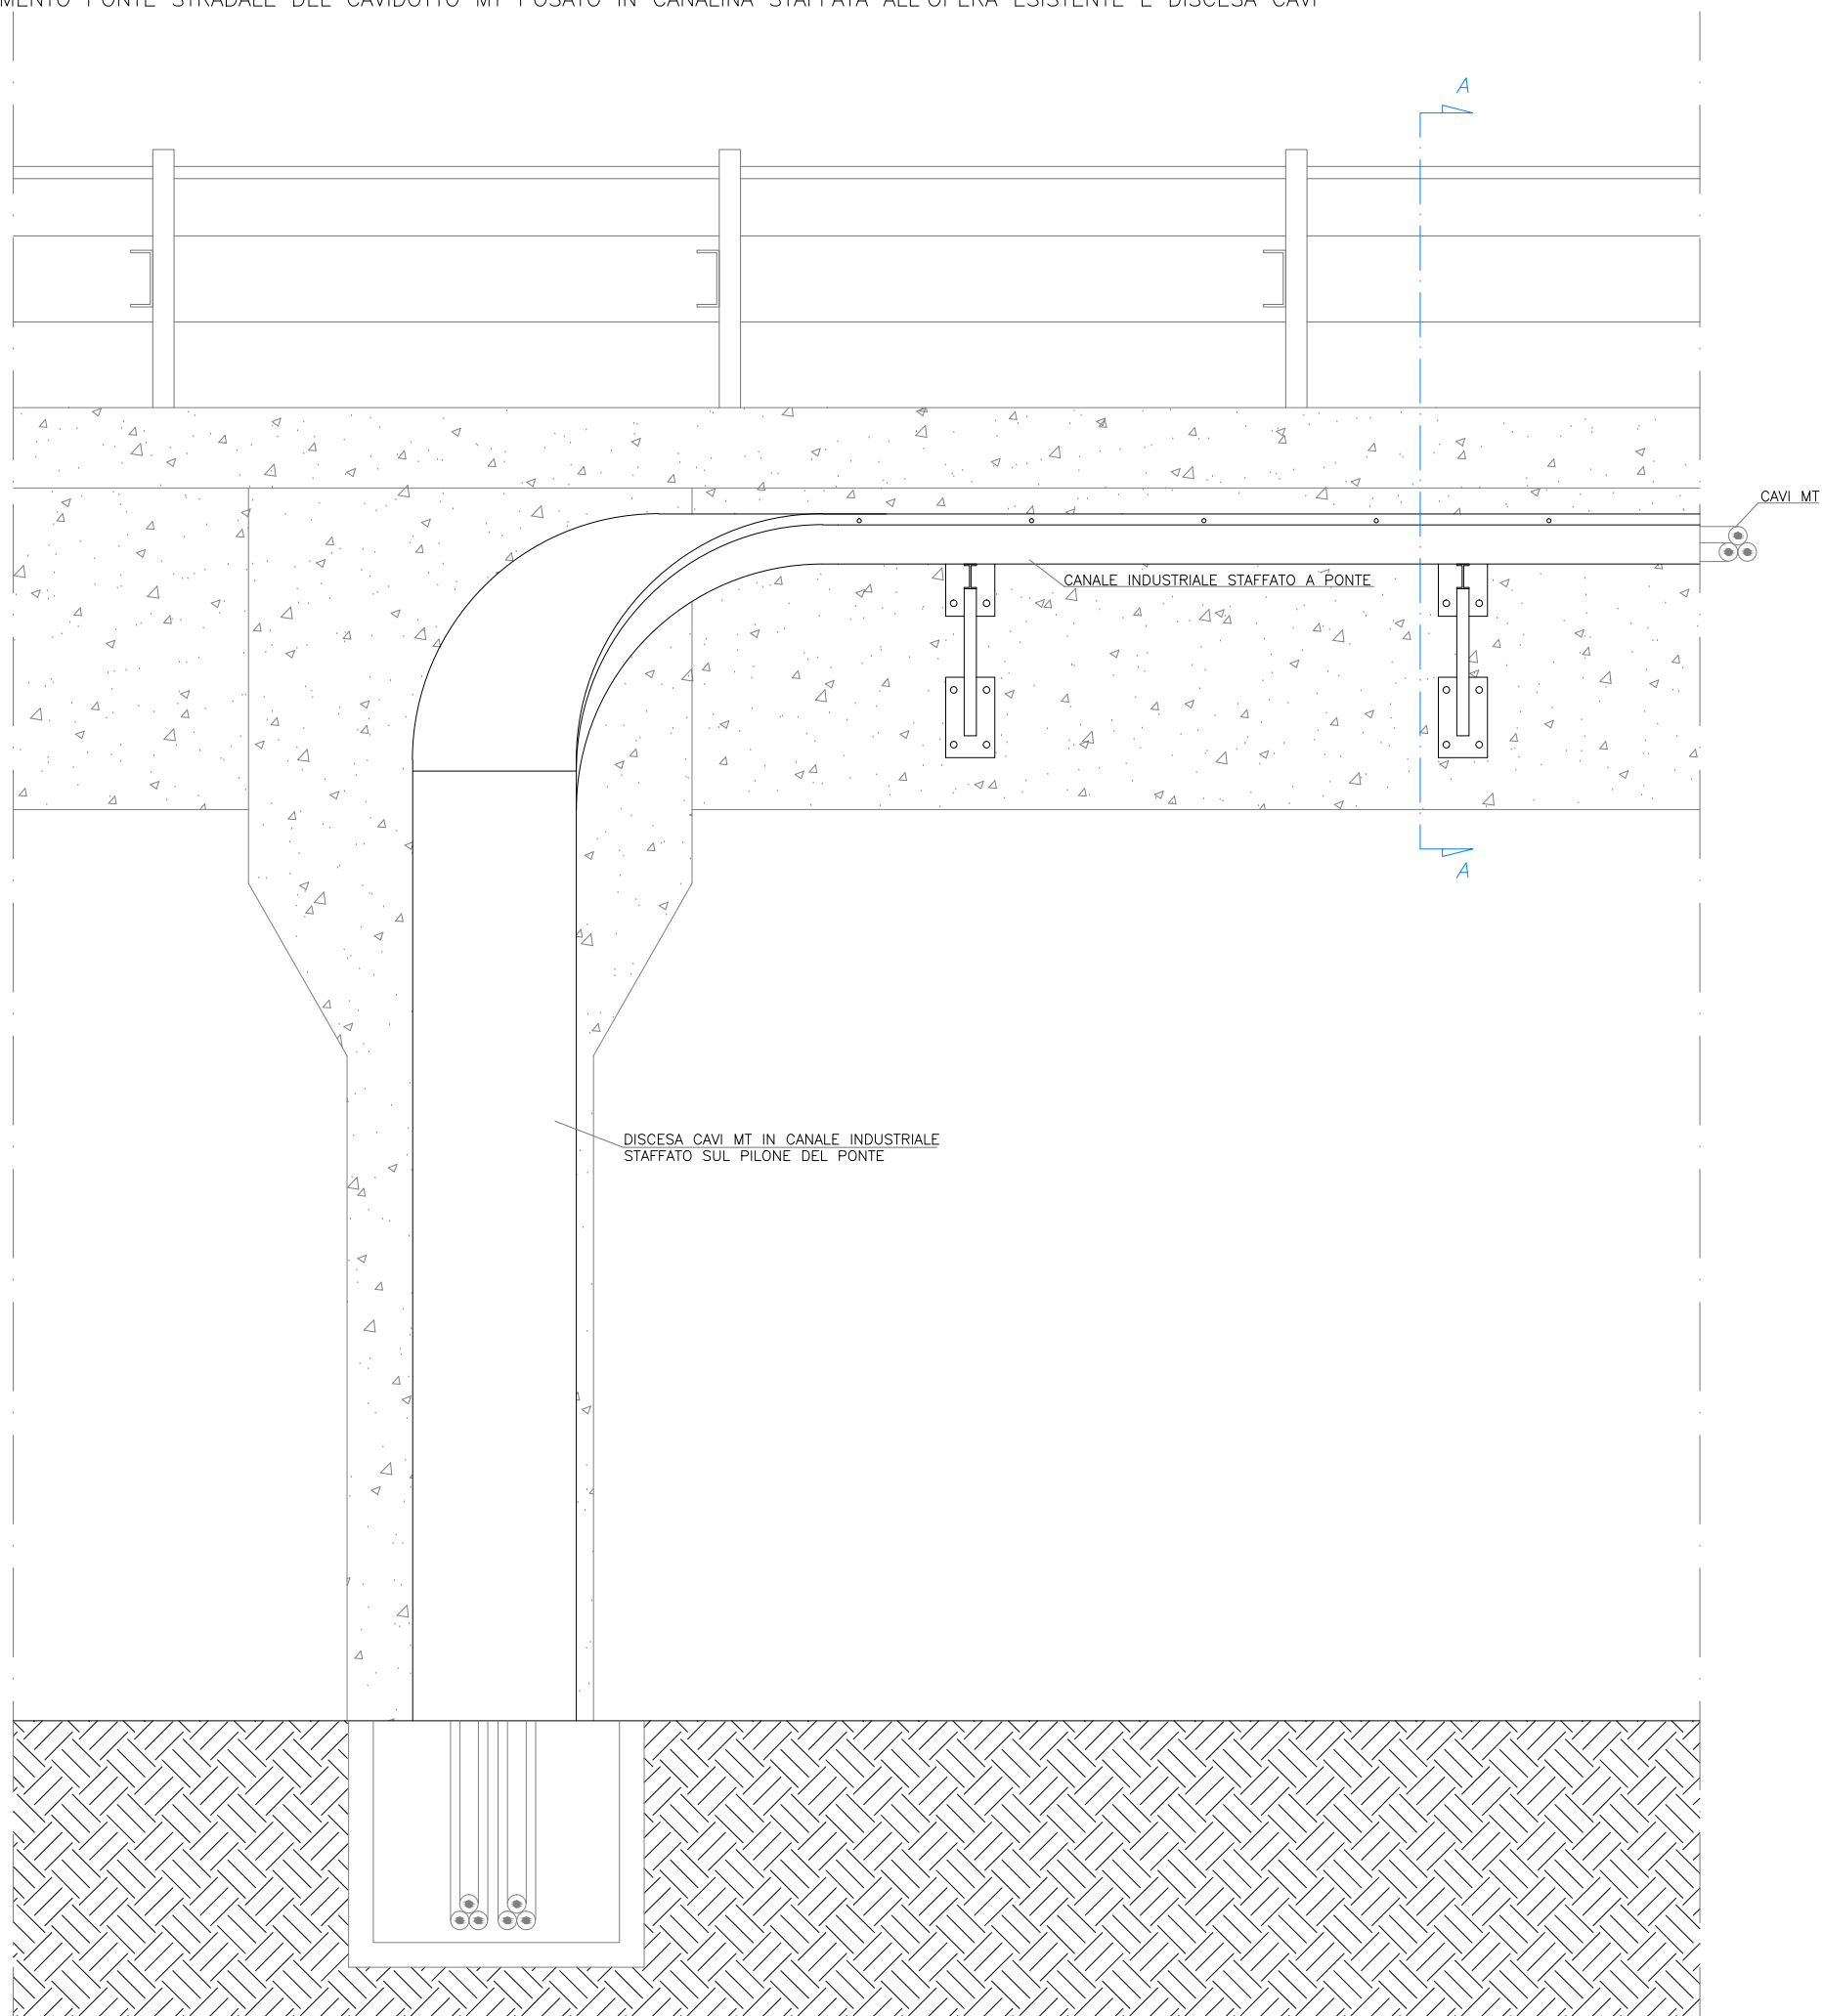 PONTE STRADALE DEL CAVIDOTTO MT POSATO IN CANALINA STAFFATA ALL'OPERA ESISTENTE E DISCESA CAVI
A
CAVI MT
CANALE INDUSTRIALE STAFFATO A PONTE
A
DISCESA CAVI MT IN CANALE INDUSTRIALE
STAFFATO SUL PILONE DEL PONTE